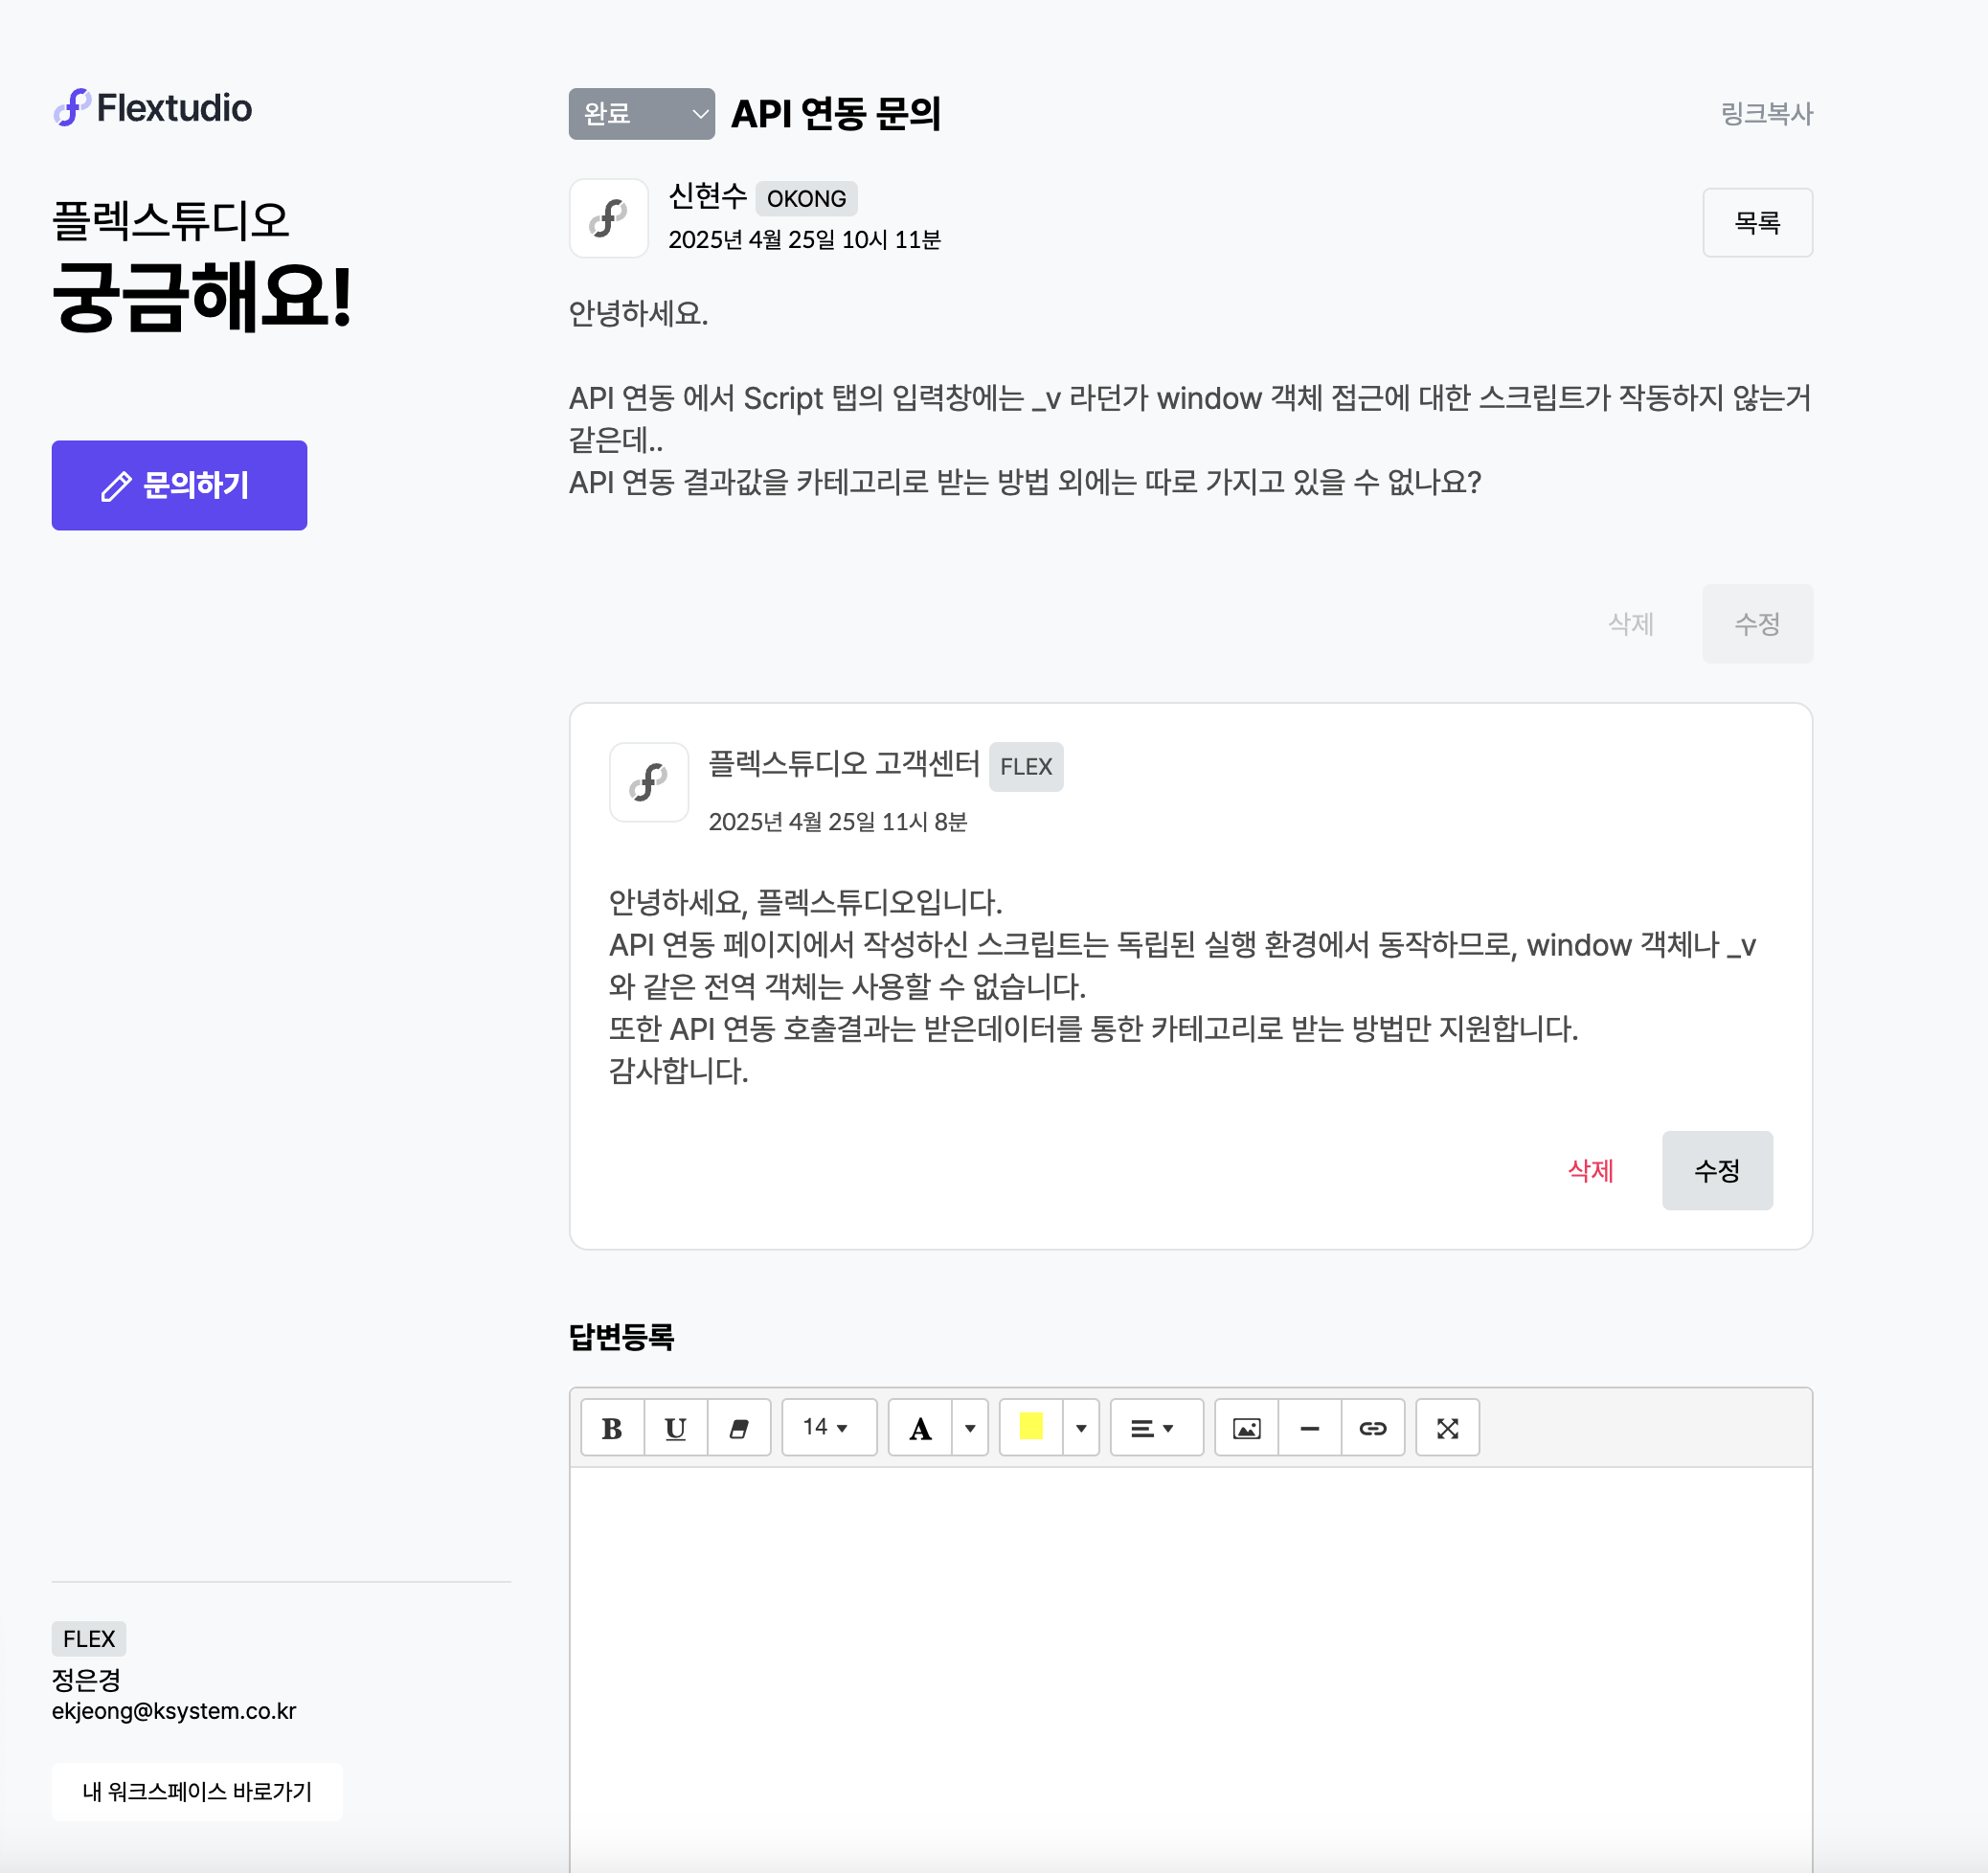 Flextudio
플렉스튜디오
궁금해요!
문의하기
완료
API 연동 문의
링크복사
신현수 OKONG
2025년 4월 25일 10시 11분
목록
안녕하세요.
API 연동 에서 Script 탭의 입력창에는 _v 라던가 window 객체 접근에 대한 스크립트가 작동하지 않는거
같은데..
API 연동 결과값을 카테고리로 받는 방법 외에는 따로 가지고 있을 수 없나요?
삭제
수정
플렉스튜디오 고객센터 FLEX
2025년 4월 25일 11시 8분
안녕하세요, 플렉스튜디오입니다.
API 연동 페이지에서 작성하신 스크립트는 독립된 실행 환경에서 동작하므로, window 객체나 _v
와 같은 전역 객체는 사용할 수 없습니다.
또한 API 연동 호출결과는 받은데이터를 통한 카테고리로 받는 방법만 지원합니다.
감사합니다.
삭제
수정
답변등록
B U 14 A
FLEX
정은경
ekjeong@ksystem.co.kr
내 워크스페이스 바로가기